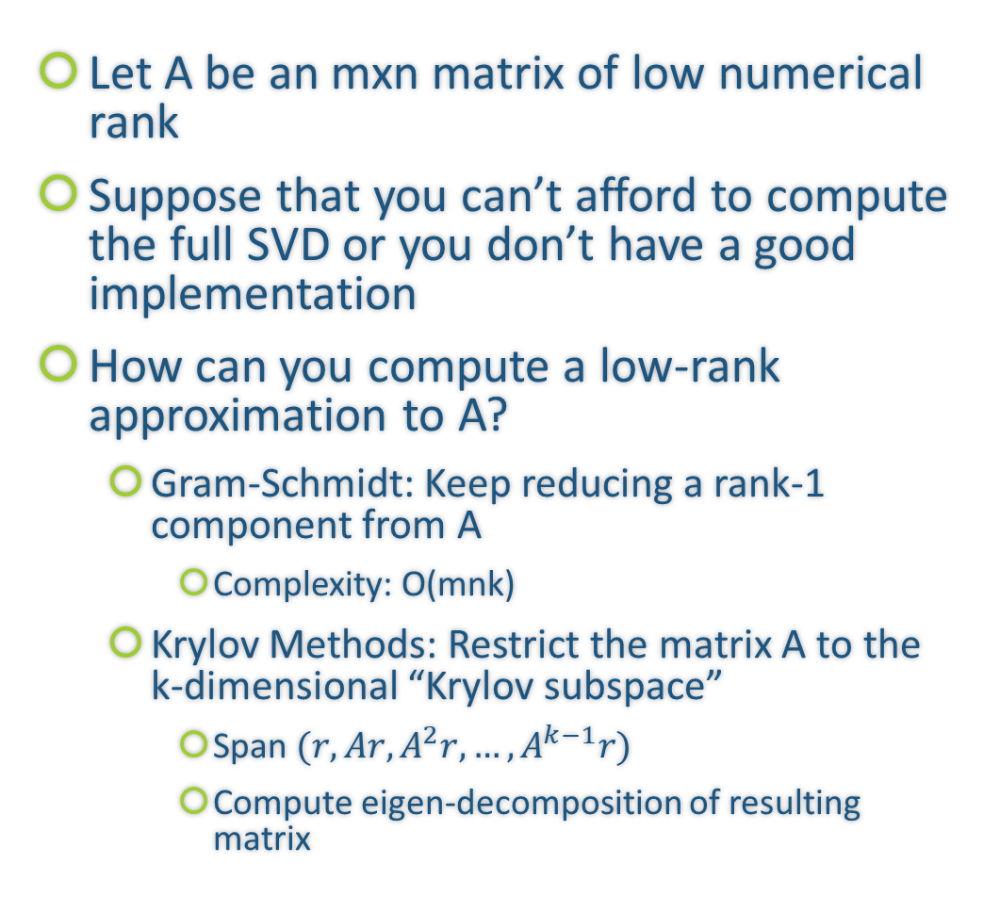 Let A be an mxn matrix of low numerical
rank
Suppose that you can’t afford to compute
the full SVD or you don’t have a good
implementation
How can you compute a low-rank
approximation to A?
Gram-Schmidt: Keep reducing a rank-1
component from A
Complexity: O(mnk)
Krylov Methods: Restrict the matrix A to the
k-dimensional “Krylov subspace”
Span (r, Ar, A²r, … , Aᵏ⁻¹r)
Compute eigen-decomposition of resulting
matrix